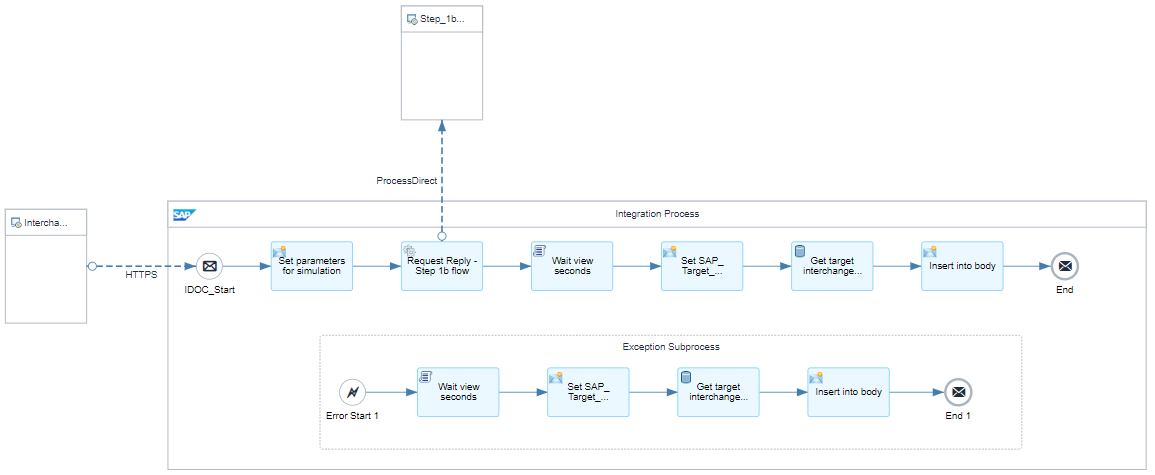 Step_1b...
ProcessDirect
Intercha...
HTTPS
SAP
Integration Process
IDOC_Start
Set parameters
for simulation
Request Reply -
Step 1b flow
Wait view
seconds
Set SAP_
Target_...
Get target
interchange...
Insert into body
End
Exception Subprocess
Error Start 1
Wait view
seconds
Set SAP_
Target_...
Get target
interchange...
Insert into body
End 1